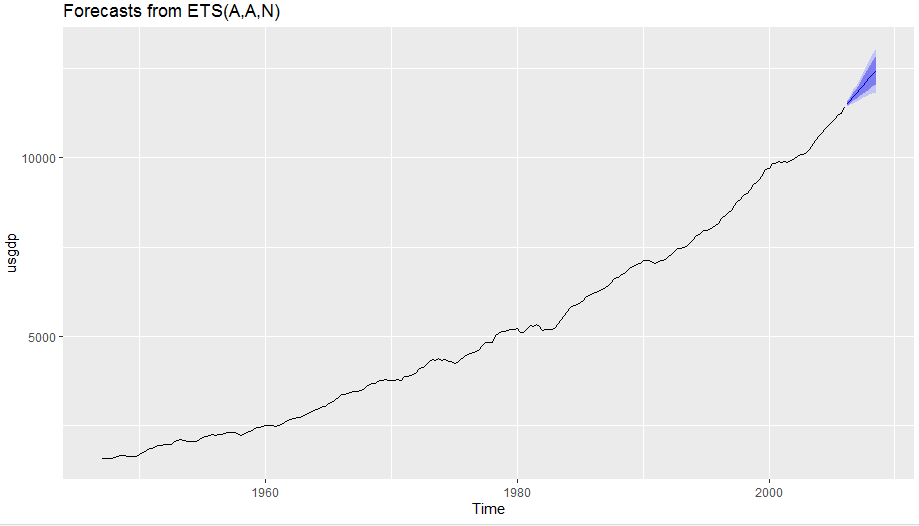 Forecasts from ETS(A,A,N)
10000
usgdp
5000
1960 1980 2000
Time